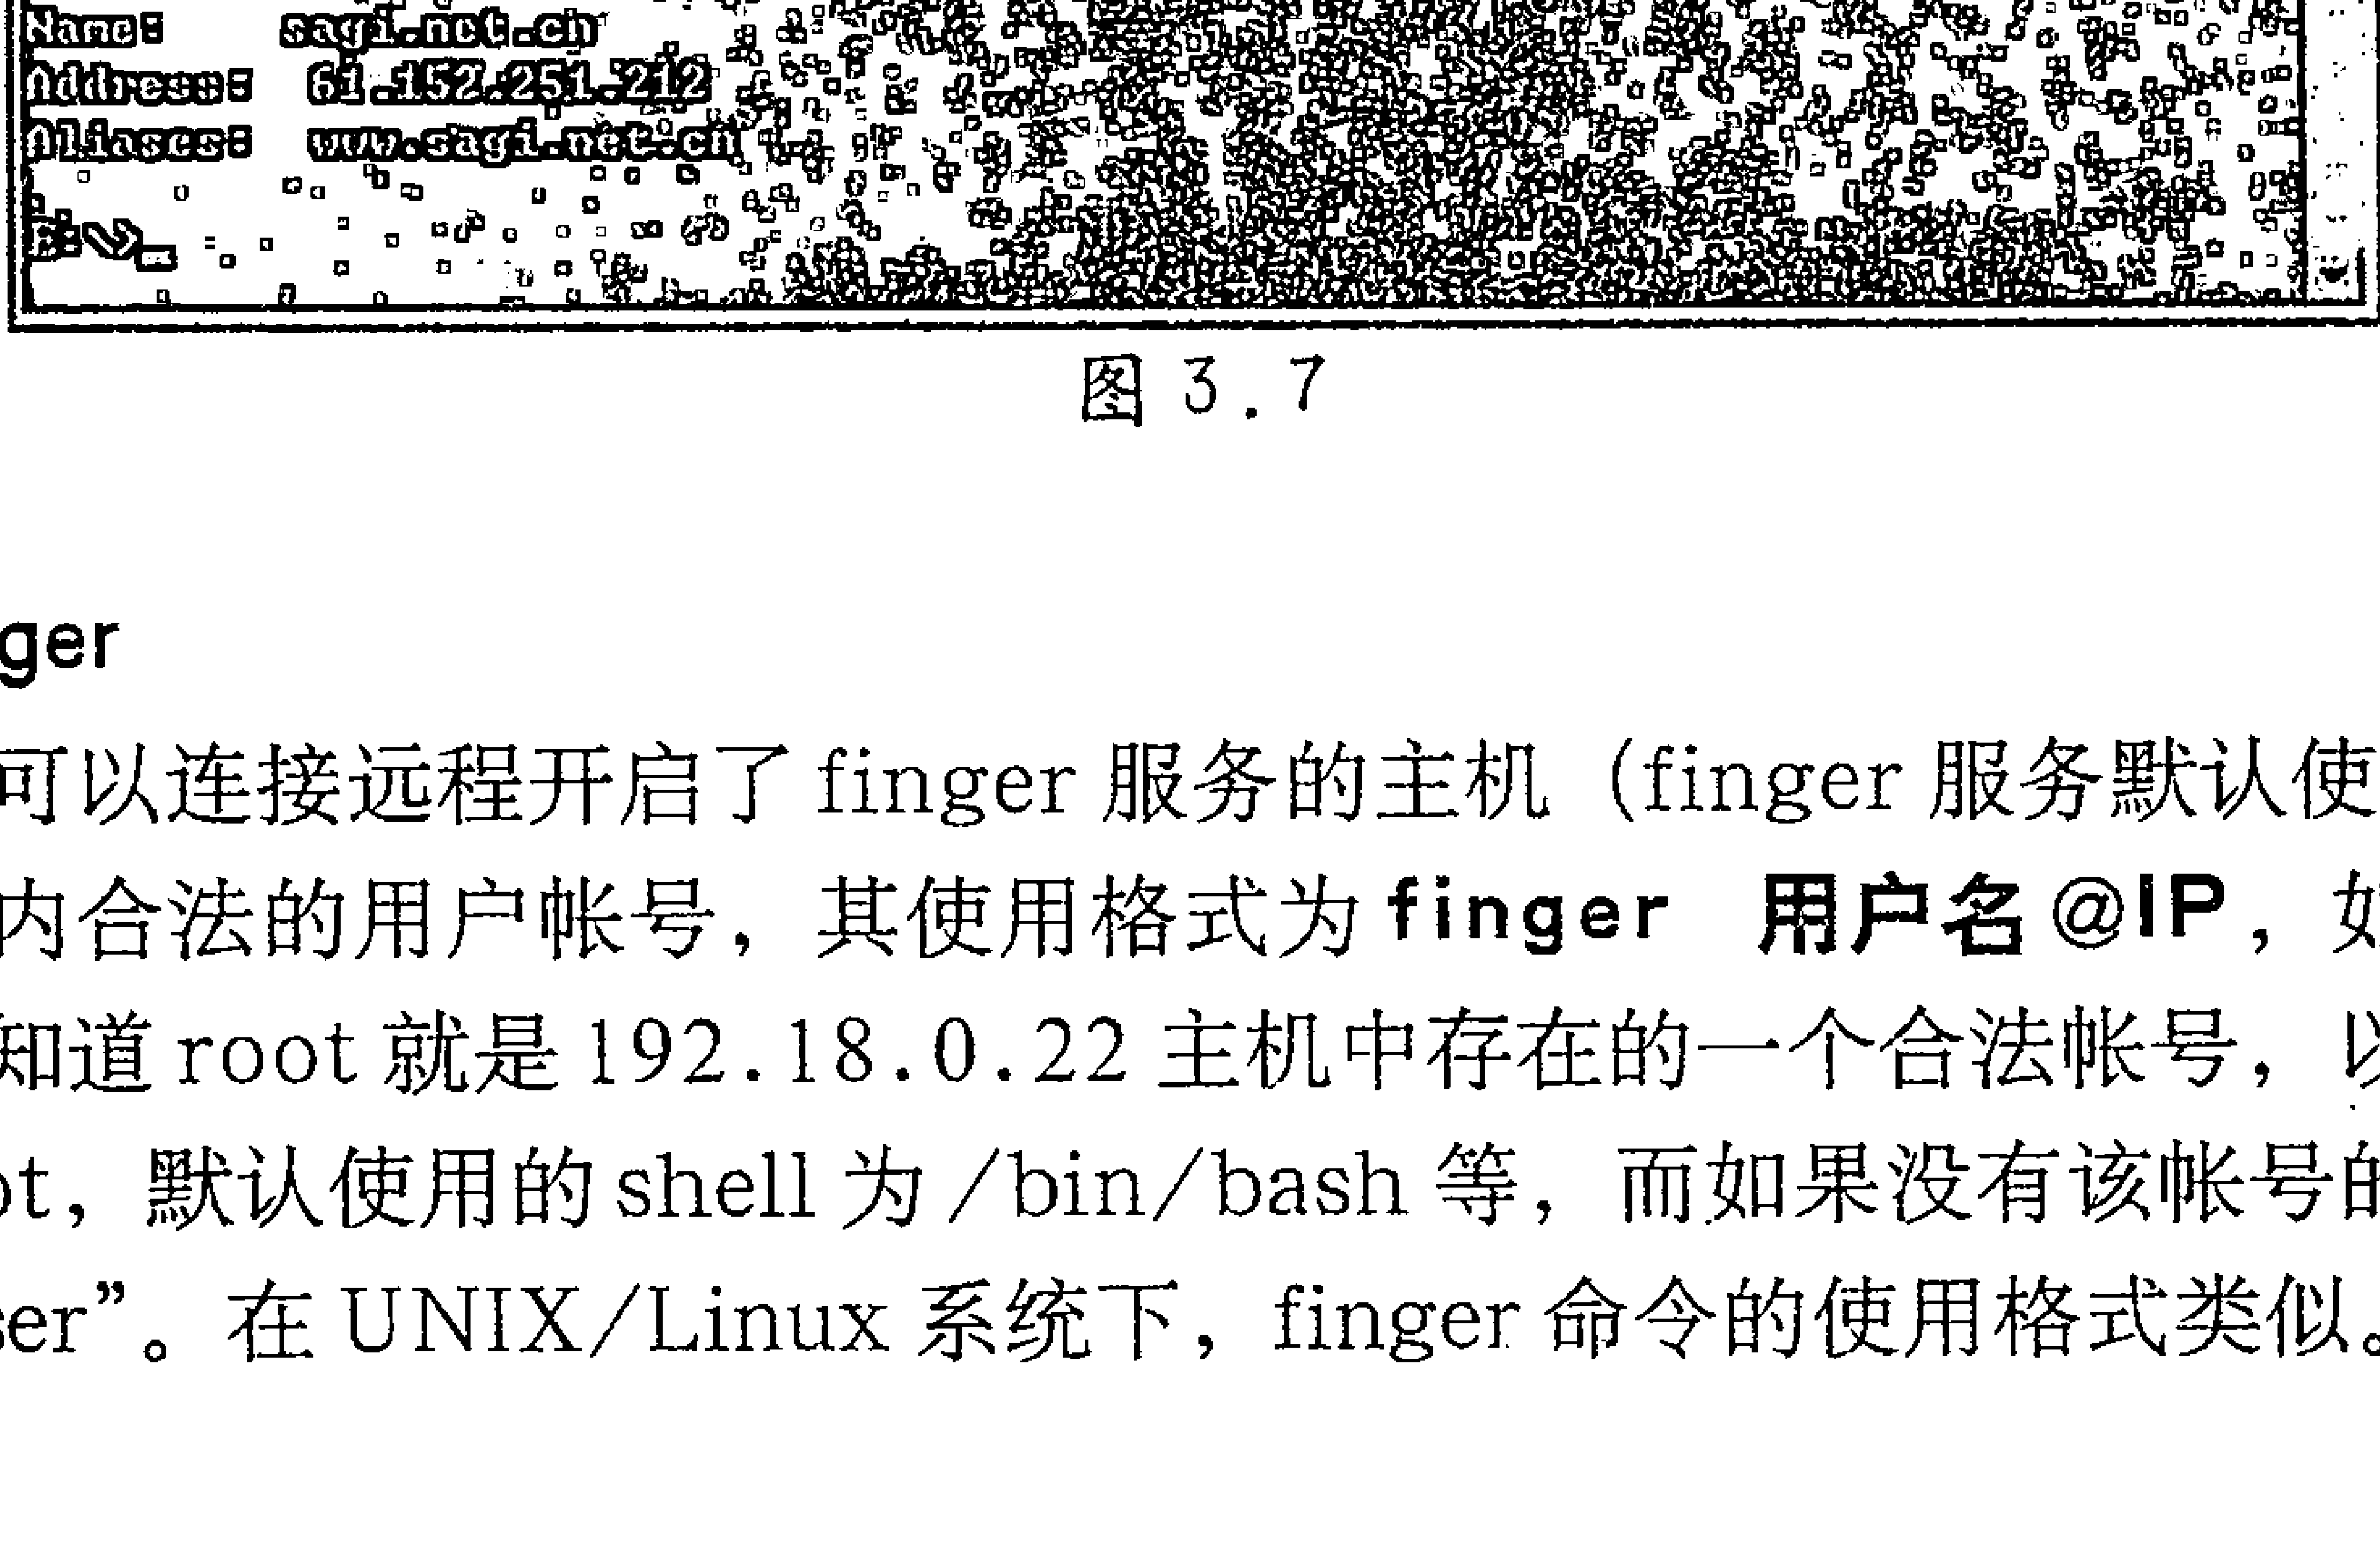 Name: sagi.net.cn
Address: 61.152.251.212
Aliases: www.sagi.net.cn
E:\>_
图 3.7
ger
可以连接远程开启了 finger 服务的主机（finger 服务默认使
内合法的用户帐号，其使用格式为 finger 用户名@IP，如
知道 root 就是 192.18.0.22 主机中存在的一个合法帐号，以
ot，默认使用的 shell 为 /bin/bash 等，而如果没有该帐号的
ser”。在 UNIX/Linux 系统下，finger 命令的使用格式类似。